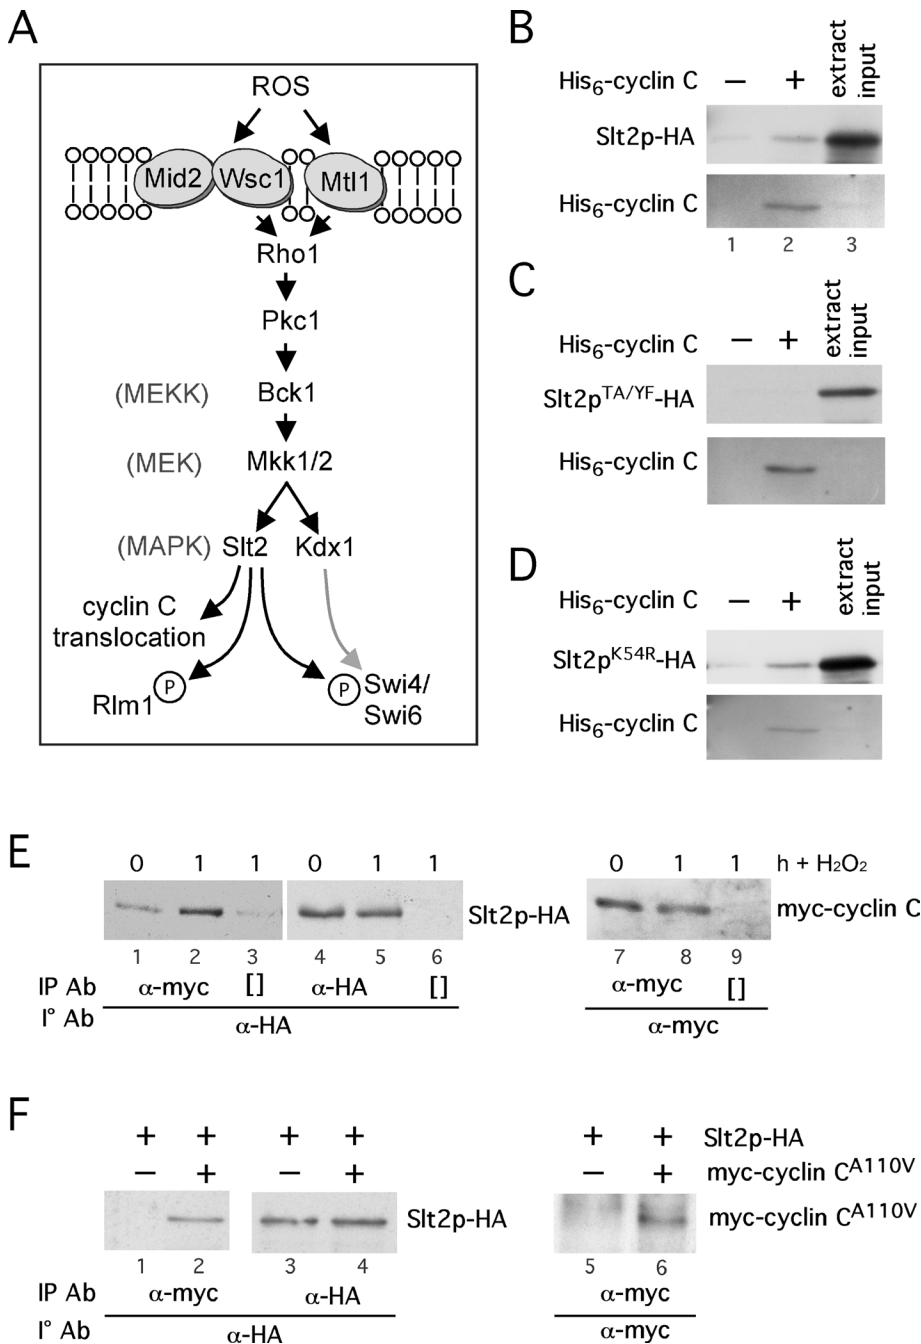 A
ROS
Mid2 Wsc1 Mtl1
Rho1
Pkc1
(MEKK) Bck1
(MEK) Mkk1/2
(MAPK) Slt2 Kdx1
cyclin C
translocation
P
Rlm1
P Swi4/
Swi6
B
His6-cyclin C − + extract input
Slt2p-HA
His6-cyclin C
1 2 3
C
His6-cyclin C − + extract input
Slt2pTA/YF-HA
His6-cyclin C
D
His6-cyclin C − + extract input
Slt2pK54R-HA
His6-cyclin C
E
0 1 1 0 1 1 0 1 1 h + H2O2
Slt2p-HA myc-cyclin C
1 2 3 4 5 6 7 8 9
IP Ab α-myc [] α-HA [] α-myc []
I° Ab α-HA α-myc
F
+ + + + + + Slt2p-HA
− + − + − + myc-cyclin CA110V
Slt2p-HA myc-cyclin CA110V
1 2 3 4 5 6
IP Ab α-myc α-HA α-myc
I° Ab α-HA α-myc